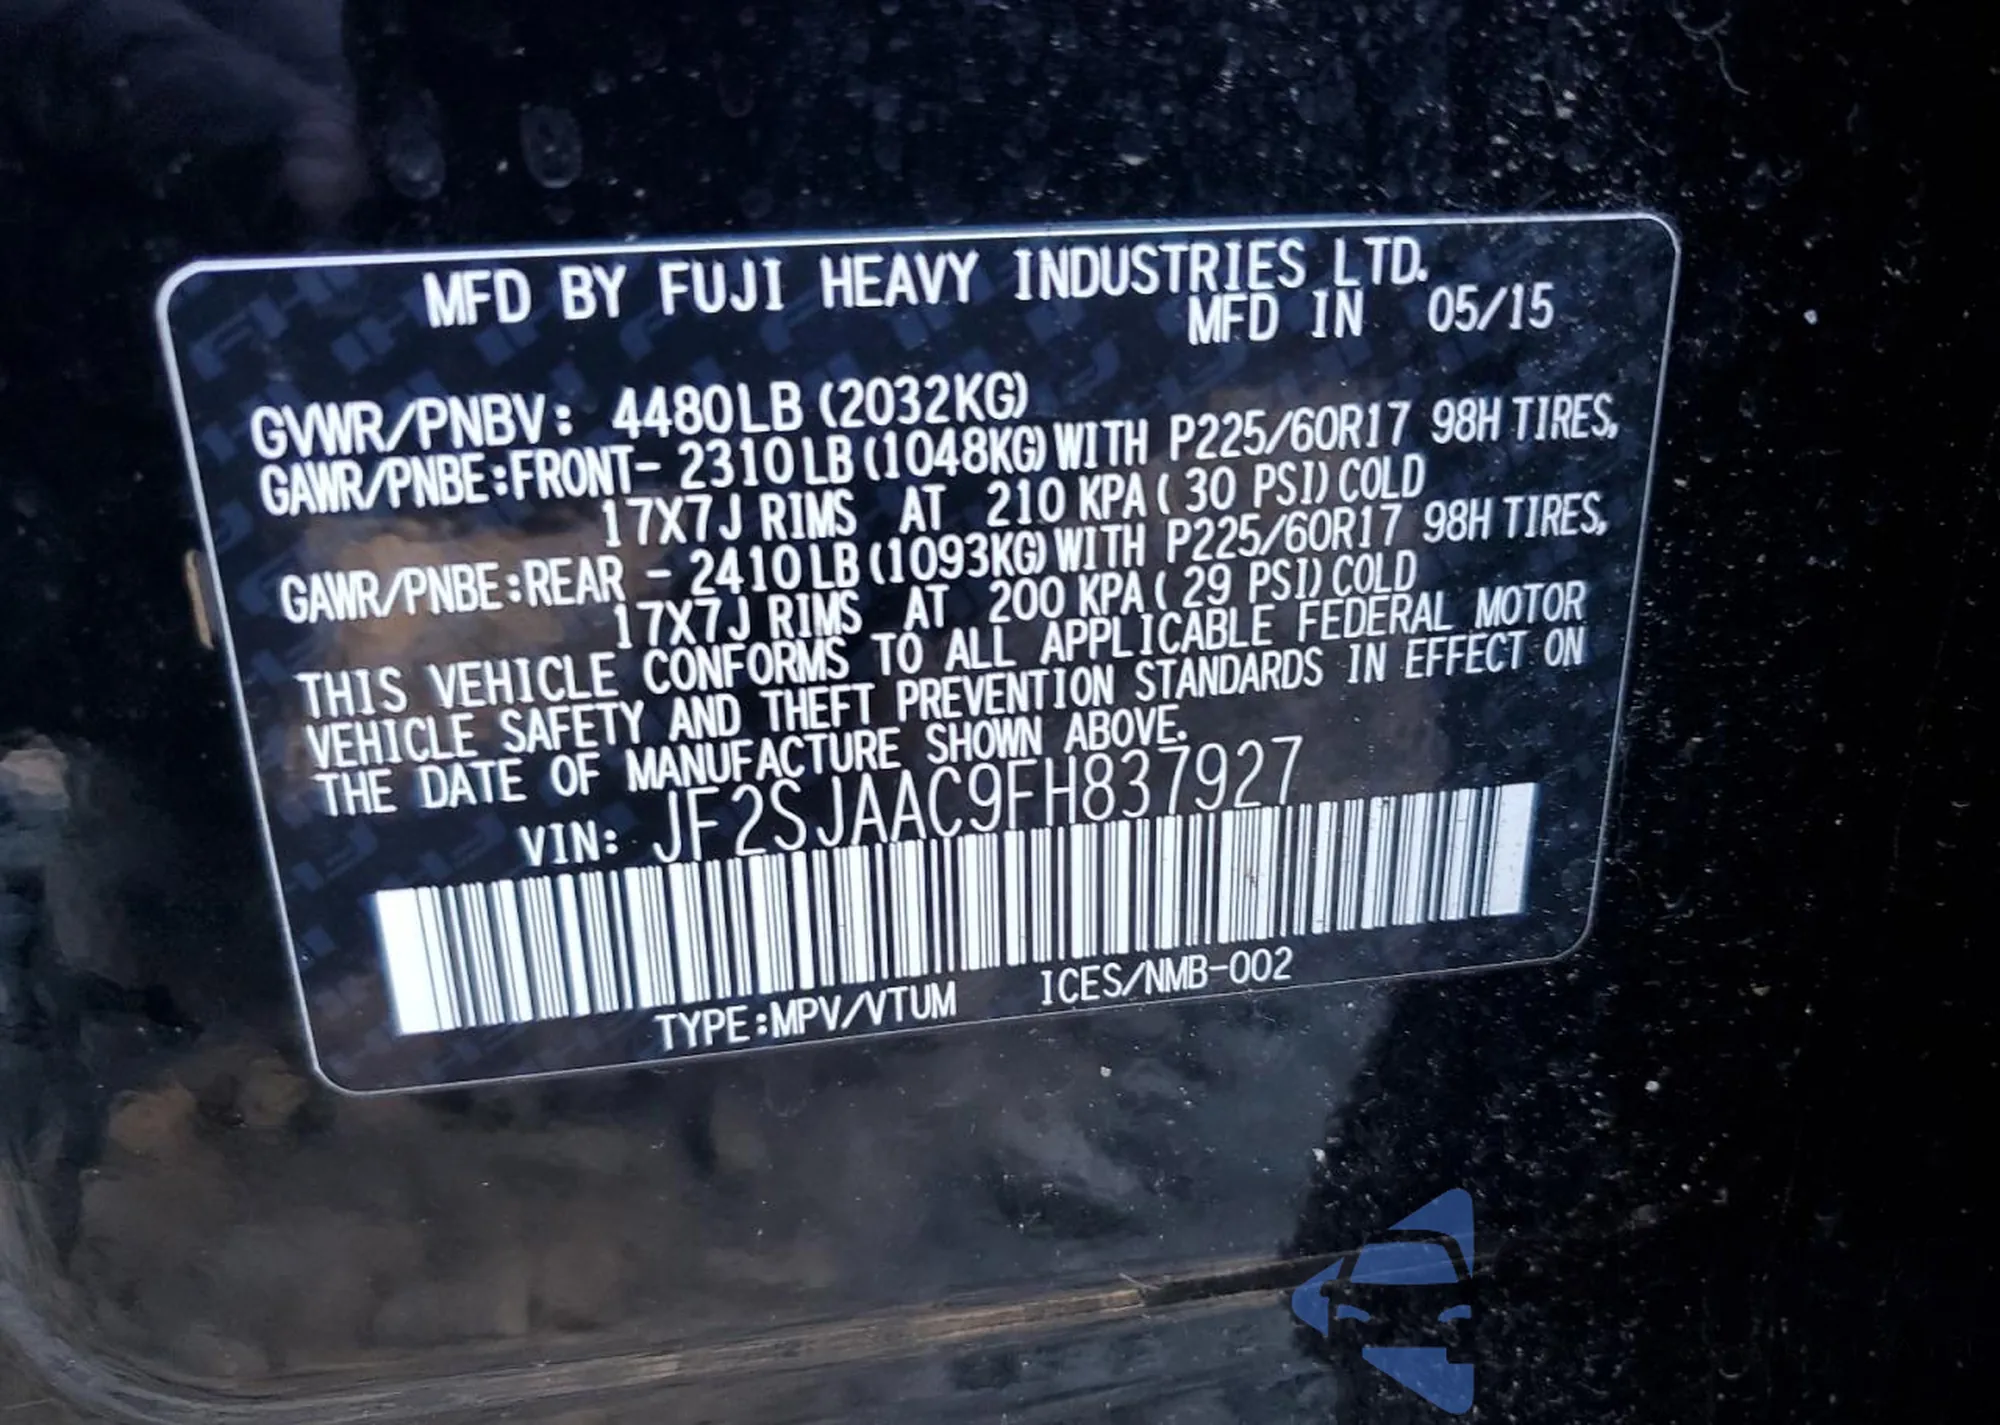 MFD BY FUJI HEAVY INDUSTRIES LTD.
MFD IN 05/15
GVWR/PNBV: 4480LB (2032KG)
GAWR/PNBE:FRONT- 2310LB (1048KG) WITH P225/60R17 98H TIRES,
17X7J RIMS AT 210 KPA ( 30 PSI) COLD
GAWR/PNBE:REAR - 2410LB (1093KG) WITH P225/60R17 98H TIRES,
17X7J RIMS AT 200 KPA ( 29 PSI) COLD
THIS VEHICLE CONFORMS TO ALL APPLICABLE FEDERAL MOTOR
VEHICLE SAFETY AND THEFT PREVENTION STANDARDS IN EFFECT ON
THE DATE OF MANUFACTURE SHOWN ABOVE.
VIN: JF2SJAAC9FH837927
TYPE:MPV/VTUM ICES/NMB-002